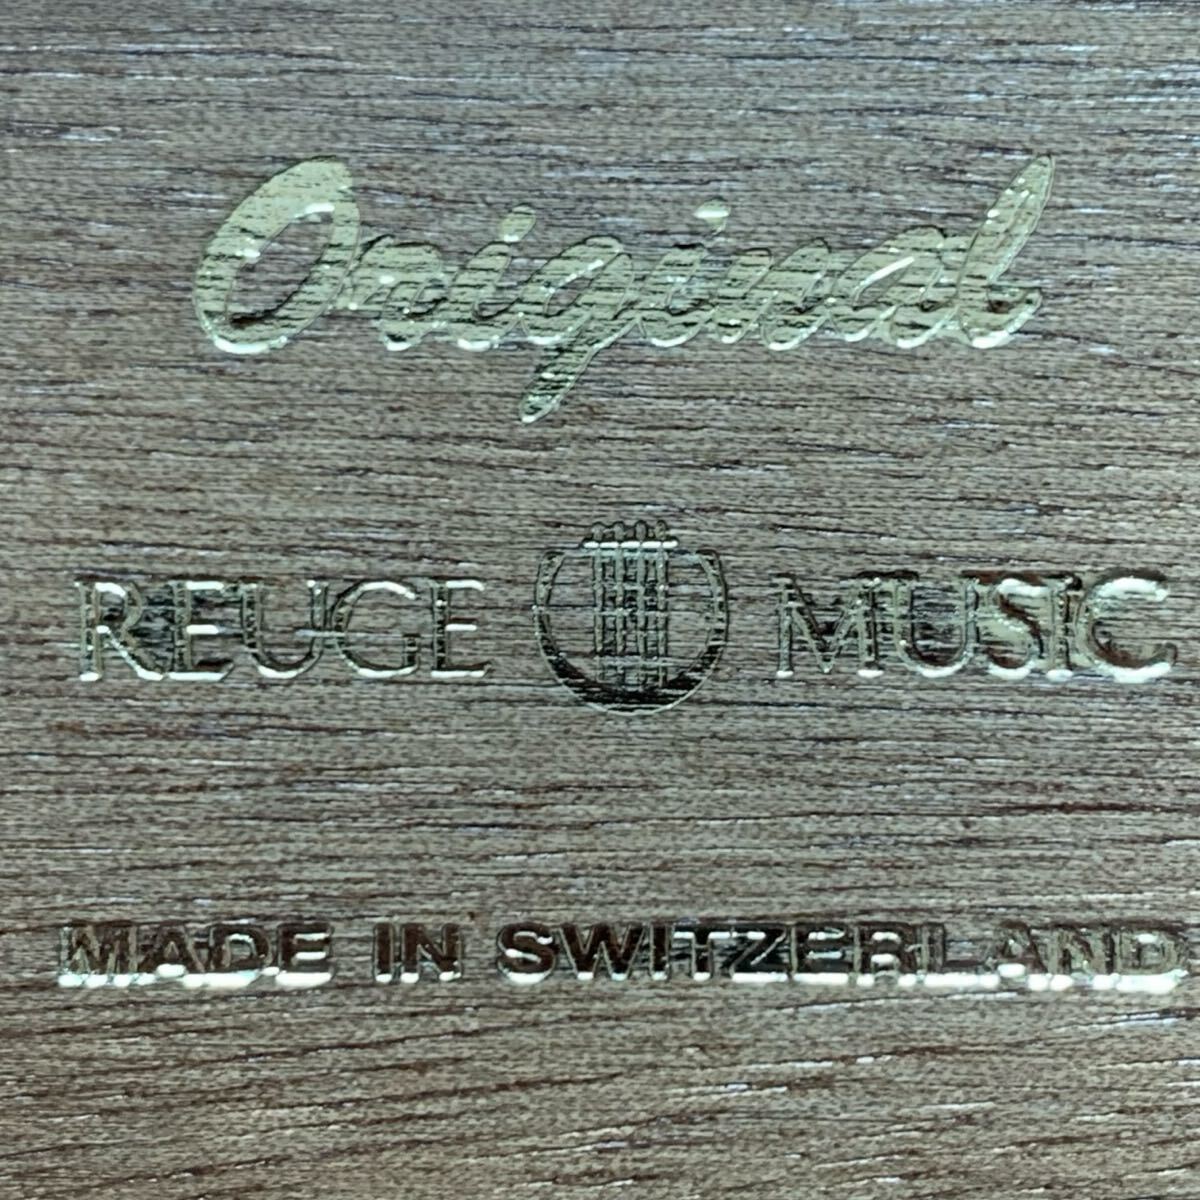 Original
REUGE MUSIC
MADE IN SWITZERLAND